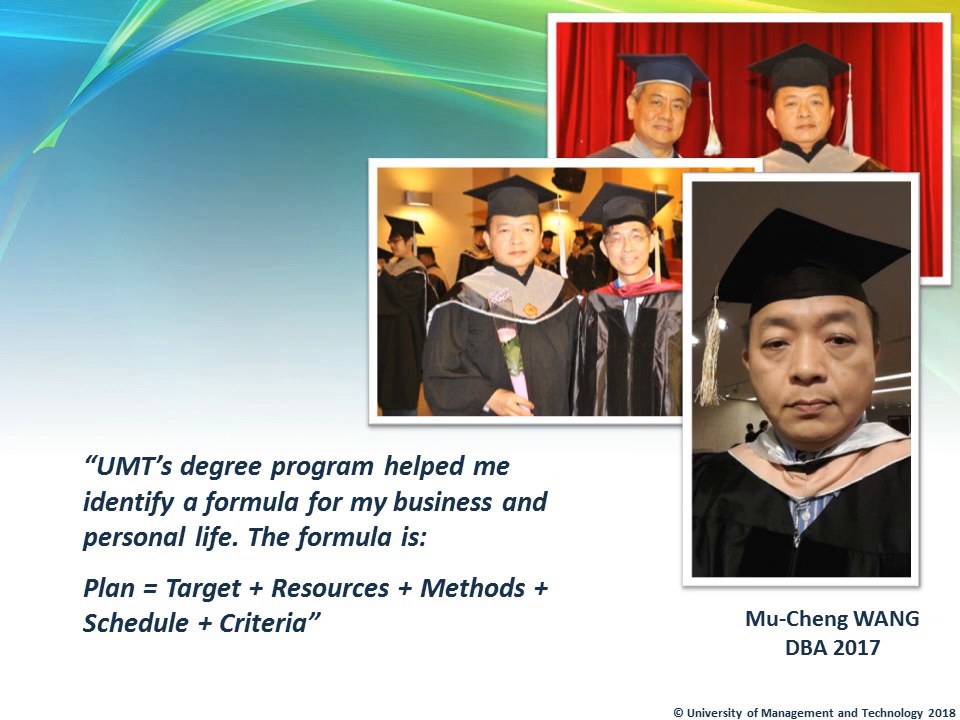 “UMT’s degree program helped me
identify a formula for my business and
personal life. The formula is:
Plan = Target + Resources + Methods +
Schedule + Criteria”
Mu-Cheng WANG
DBA 2017
© University of Management and Technology 2018